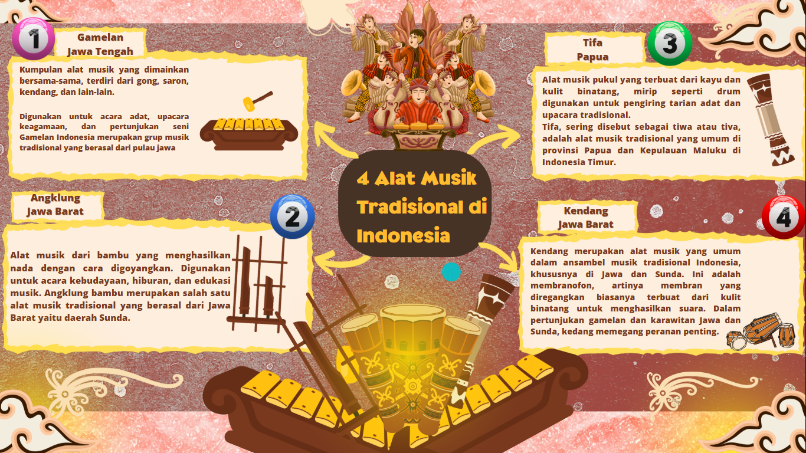 1
Gamelan
Jawa Tengah
Kumpulan alat musik yang dimainkan
bersama-sama, terdiri dari gong, saron,
kendang, dan lain-lain.
Digunakan untuk acara adat, upacara
keagamaan, dan pertunjukan seni
Gamelan Indonesia merupakan grup musik
tradisional yang berasal dari pulau jawa
Angklung
Jawa Barat
2
Alat musik dari bambu yang menghasilkan
nada dengan cara digoyangkan. Digunakan
untuk acara kebudayaan, hiburan, dan edukasi
musik. Angklung bambu merupakan salah satu
alat musik tradisional yang berasal dari Jawa
Barat yaitu daerah Sunda.
4 Alat Musik
Tradisional di
Indonesia
Tifa
Papua
3
Alat musik pukul yang terbuat dari kayu dan
kulit binatang, mirip seperti drum
digunakan untuk pengiring tarian adat dan
upacara tradisional.
Tifa, sering disebut sebagai tiwa atau tiva,
adalah alat musik tradisional yang umum di
provinsi Papua dan Kepulauan Maluku di
Indonesia Timur.
Kendang
Jawa Barat
4
Kendang merupakan alat musik yang umum
dalam ansambel musik tradisional Indonesia,
khususnya di Jawa dan Sunda. Ini adalah
membranofon, artinya membran yang
diregangkan biasanya terbuat dari kulit
binatang untuk menghasilkan suara. Dalam
pertunjukan gamelan dan karawitan Jawa dan
Sunda, kedang memegang peranan penting.